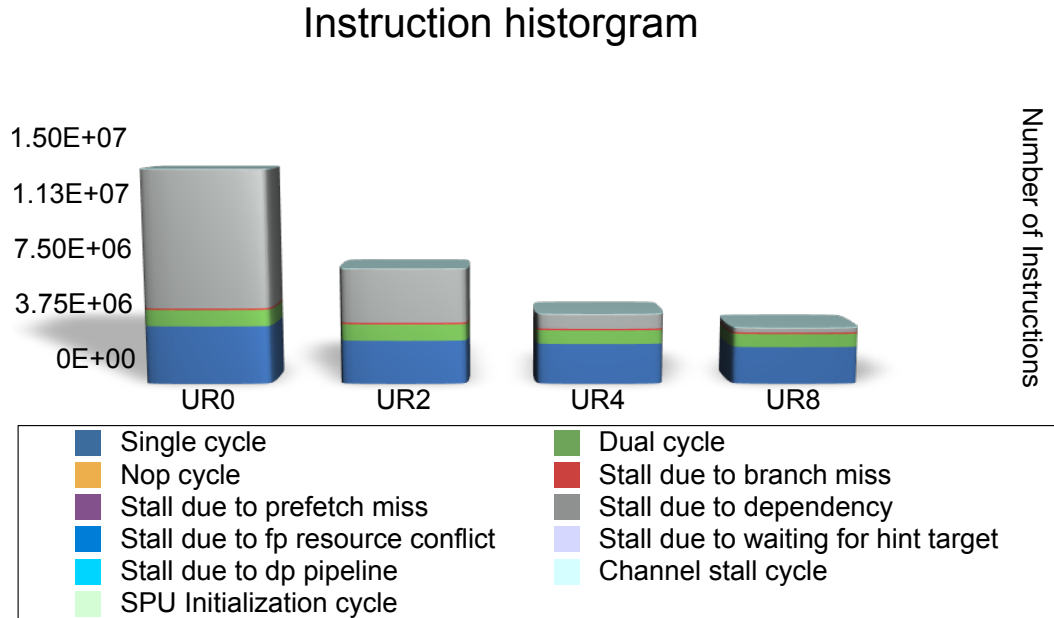 Instruction historgram
1.50E+07
1.13E+07
7.50E+06
3.75E+06
0E+00
Number of Instructions
UR0 UR2 UR4 UR8
Single cycle Dual cycle
Nop cycle Stall due to branch miss
Stall due to prefetch miss Stall due to dependency
Stall due to fp resource conflict Stall due to waiting for hint target
Stall due to dp pipeline Channel stall cycle
SPU Initialization cycle